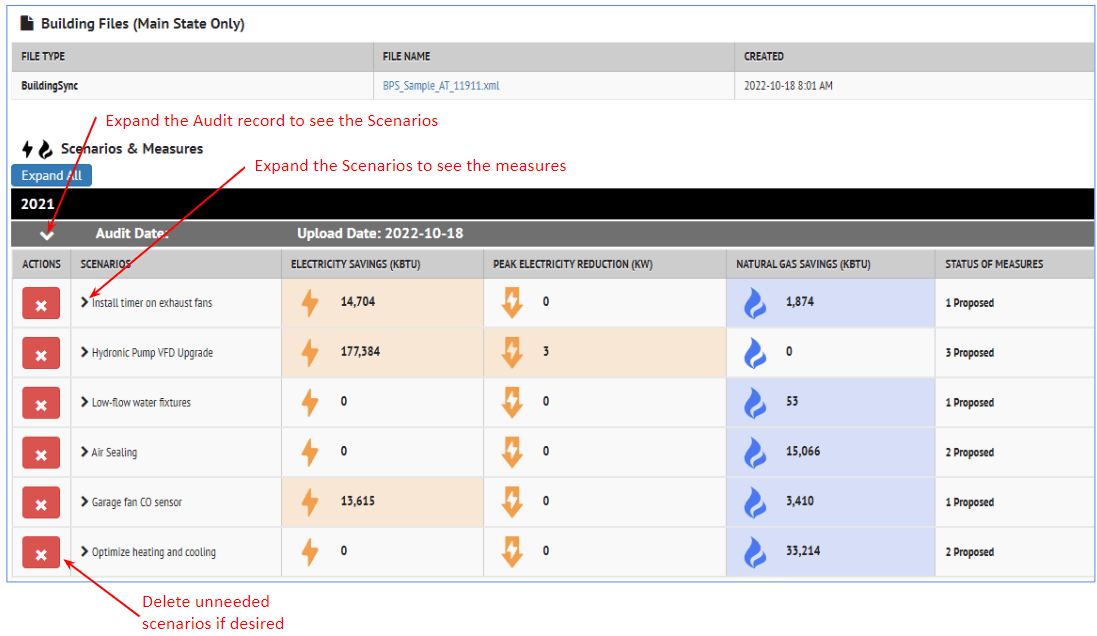 Building Files (Main State Only)
FILE TYPE FILE NAME CREATED
BuildingSync BPS_Sample_AT_11911.xml 2022-10-18 8:01 AM
Expand the Audit record to see the Scenarios
Scenarios & Measures
Expand the Scenarios to see the measures
Expand All
2021
Audit Date: Upload Date: 2022-10-18
ACTIONS SCENARIOS ELECTRICITY SAVINGS (KBTU) PEAK ELECTRICITY REDUCTION (KW) NATURAL GAS SAVINGS (KBTU) STATUS OF MEASURES
Install timer on exhaust fans 14,704 0 1,874 1 Proposed
Hydronic Pump VFD Upgrade 177,384 3 0 3 Proposed
Low-flow water fixtures 0 0 53 1 Proposed
Air Sealing 0 0 15,066 2 Proposed
Garage fan CO sensor 13,615 0 3,410 1 Proposed
Optimize heating and cooling 0 0 33,214 2 Proposed
Delete unneeded
scenarios if desired